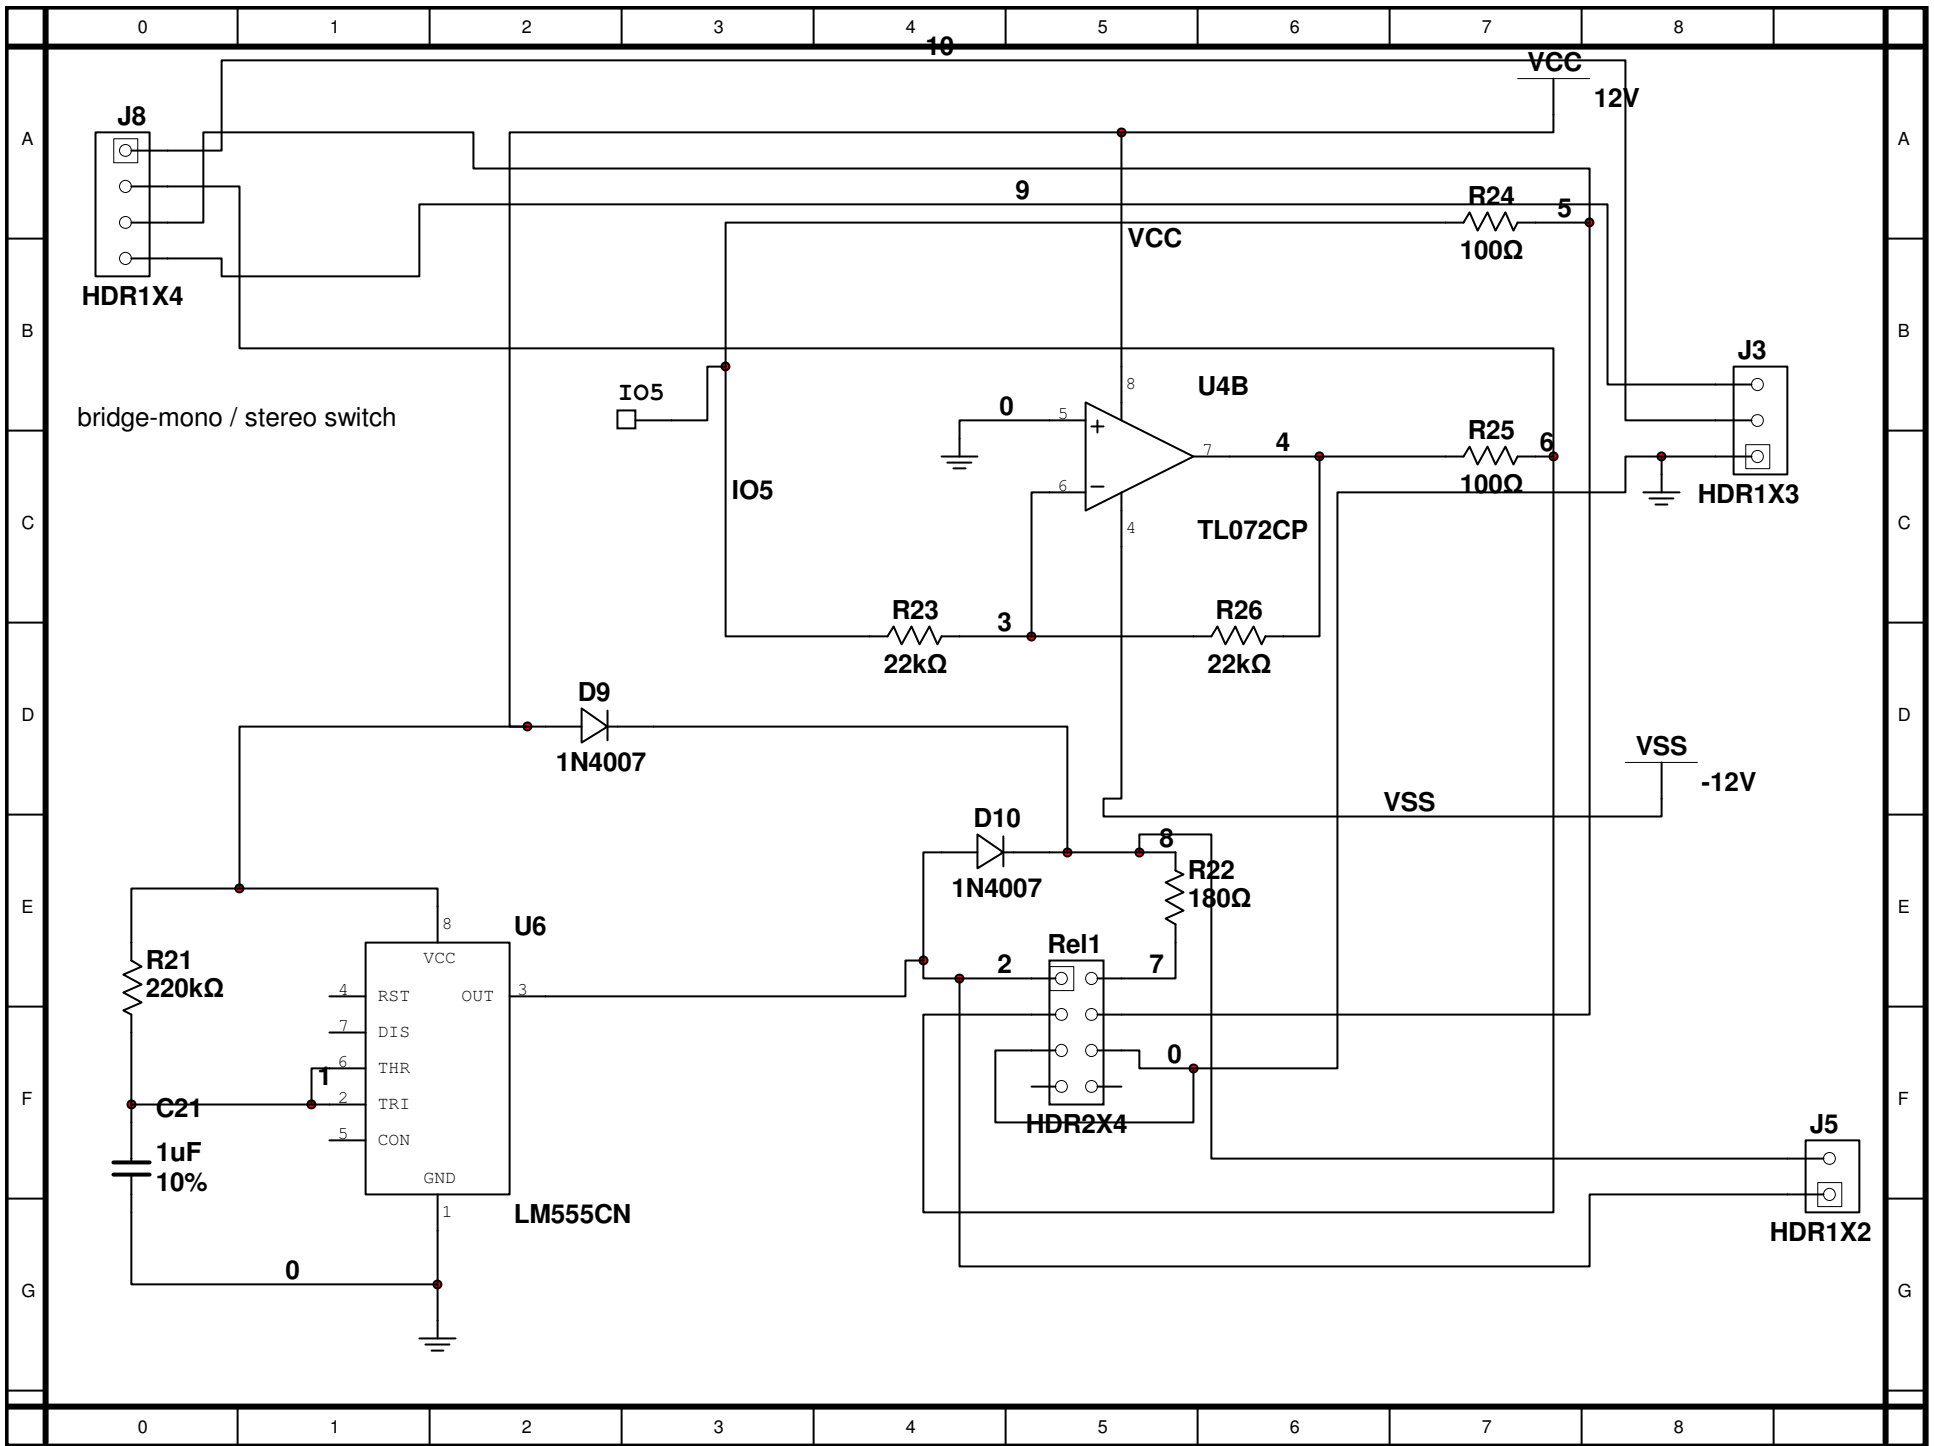 0 1 2 3 4 5 6 7 8
10
VCC
12V
J8
A A
9
R24
5
VCC
100Ω
HDR1X4
B B
J3
IO5
8
U4B
bridge-mono / stereo switch
0
5
+
4
7
R25
6
IO5
6
−
100Ω
HDR1X3
C C
4
TL072CP
R23
3
R26
22kΩ
22kΩ
D9
D D
1N4007
VSS
-12V
VSS
D10
8
R22
180Ω
1N4007
E E
8
U6
VCC
Rel1
R21
220kΩ
2
7
4 RST OUT 3
7 DIS
6 THR
1
0
2 TRI
C21
F F
HDR2X4
J5
5 CON
1uF
10%
GND
1
LM555CN
HDR1X2
0
G G
0 1 2 3 4 5 6 7 8